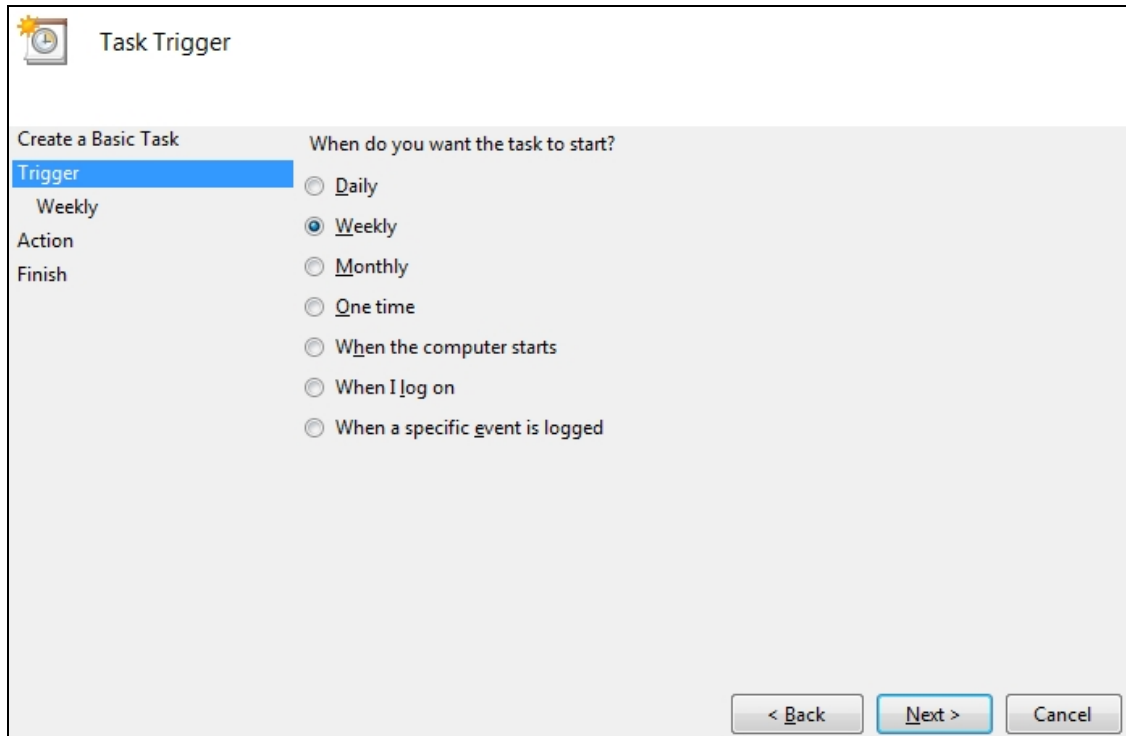 Task Trigger
Create a Basic Task
Trigger
Weekly
Action
Finish
When do you want the task to start?
Daily
Weekly
Monthly
One time
When the computer starts
When I log on
When a specific event is logged
< Back
Next >
Cancel